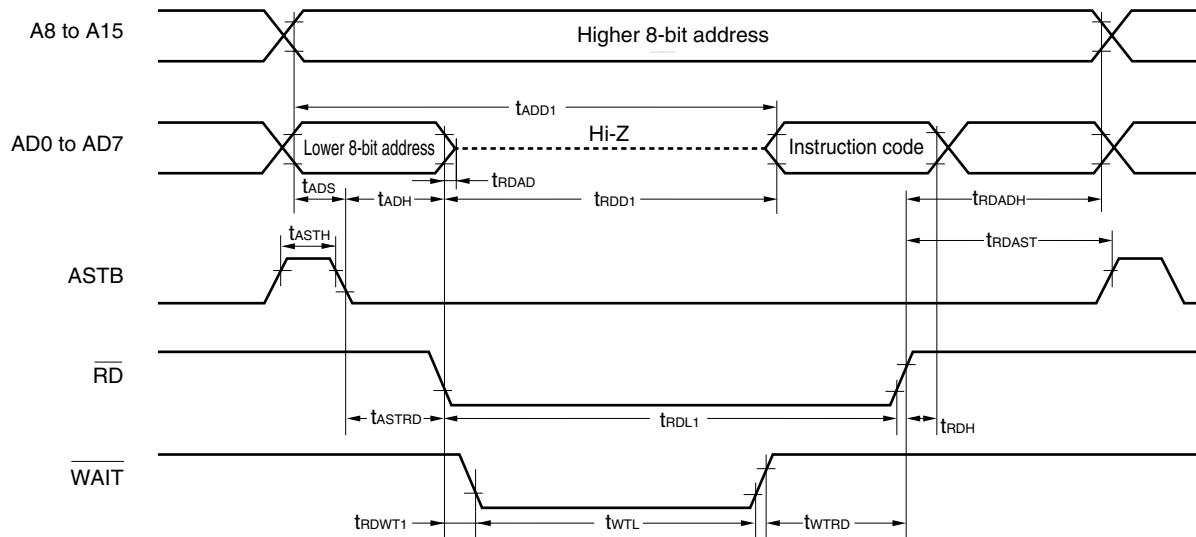 A8 to A15
Higher 8-bit address
tADD1
AD0 to AD7
Lower 8-bit address
Hi-Z
Instruction code
tRDAD
tADS
tADH
tRDD1
tRDADH
tASTH
tRDAST
ASTB
RD
tASTRD
tRDL1
tRDH
WAIT
tRDWT1
tWTL
tWTRD